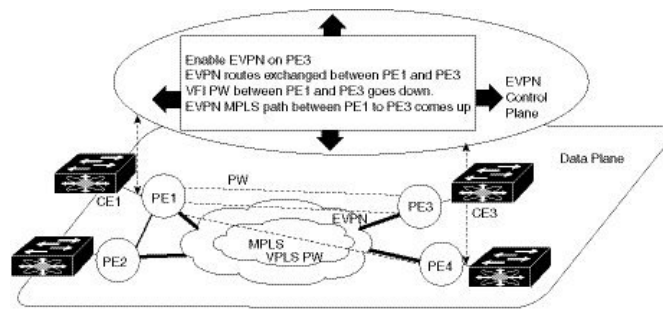 Enable EVPN on PE3
EVPN routes exchanged between PE1 and PE3
VFI PW between PE1 and PE3 goes down.
EVPN MPLS path between PE1 to PE3 comes up
EVPN
Control
Plane
Data Plane
PW
CE1
PE1
PE3
CE3
EVPN
MPLS
VPLS PW
PE2
PE4